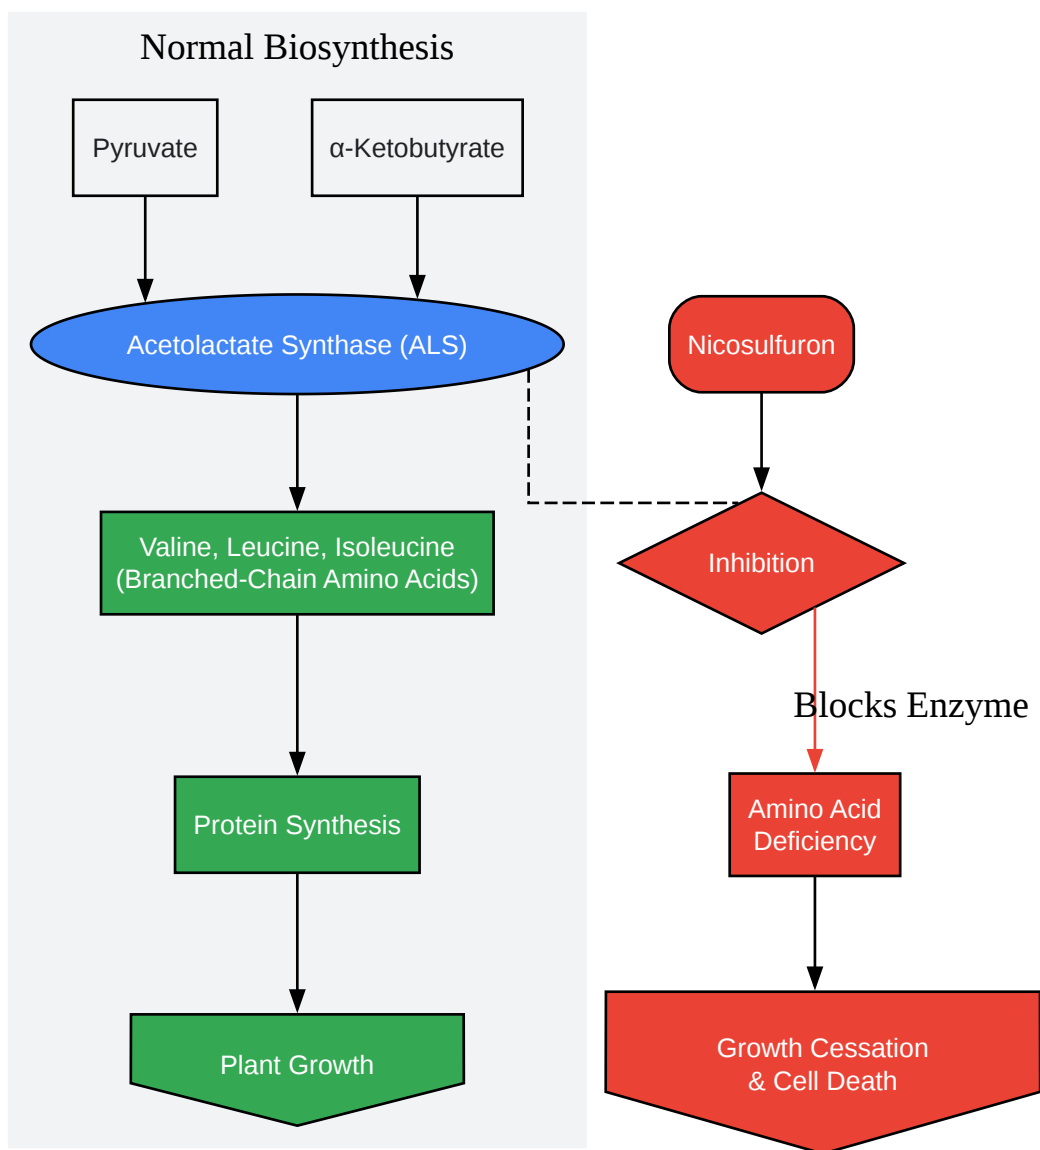 Normal Biosynthesis
Pyruvate
α-Ketobutyrate
Acetolactate Synthase (ALS)
Nicosulfuron
Valine, Leucine, Isoleucine
(Branched-Chain Amino Acids)
Inhibition
Blocks Enzyme
Protein Synthesis
Amino Acid
Deficiency
Plant Growth
Growth Cessation
& Cell Death